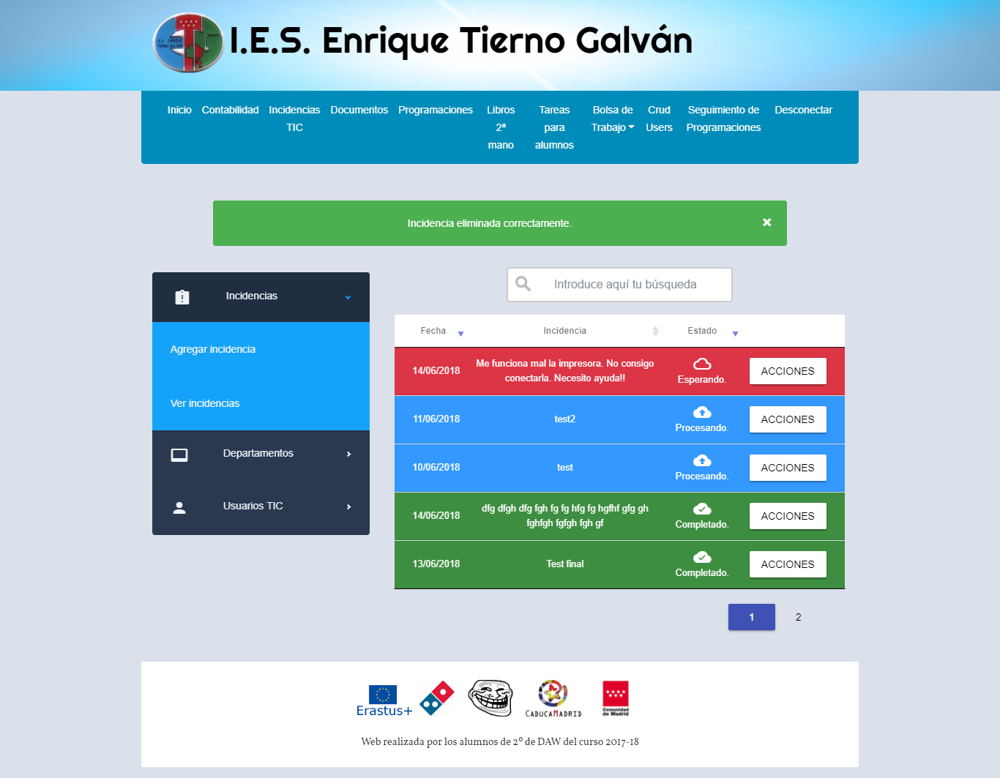 I.E.S. ENRIQUE
TIERNO GALVÁN
I.E.S. Enrique Tierno Galván
Inicio
Contabilidad
Incidencias
TIC
Documentos
Programaciones
Libros
2ª
mano
Tareas
para
alumnos
Bolsa de
Trabajo
Crud
Users
Seguimiento de
Programaciones
Desconectar
Incidencia eliminada correctamente.
Incidencias
Agregar incidencia
Ver incidencias
Departamentos
Usuarios TIC
Introduce aquí tu búsqueda
Fecha Incidencia Estado
14/06/2018
Me funciona mal la impresora. No consigo
conectarla. Necesito ayuda!!
Esperando.
ACCIONES
11/06/2018
test2
Procesando.
ACCIONES
10/06/2018
test
Procesando.
ACCIONES
14/06/2018
dfg dfgh dfg fgh fg fg hfg fg hgfhf gfg gh
fghfgh fgfgh fgh gf
Completado.
ACCIONES
13/06/2018
Test final
Completado.
ACCIONES
1 2
Erastus+
CADUCAMADRID
Comunidad
de Madrid
Web realizada por los alumnos de 2º de DAW del curso 2017-18